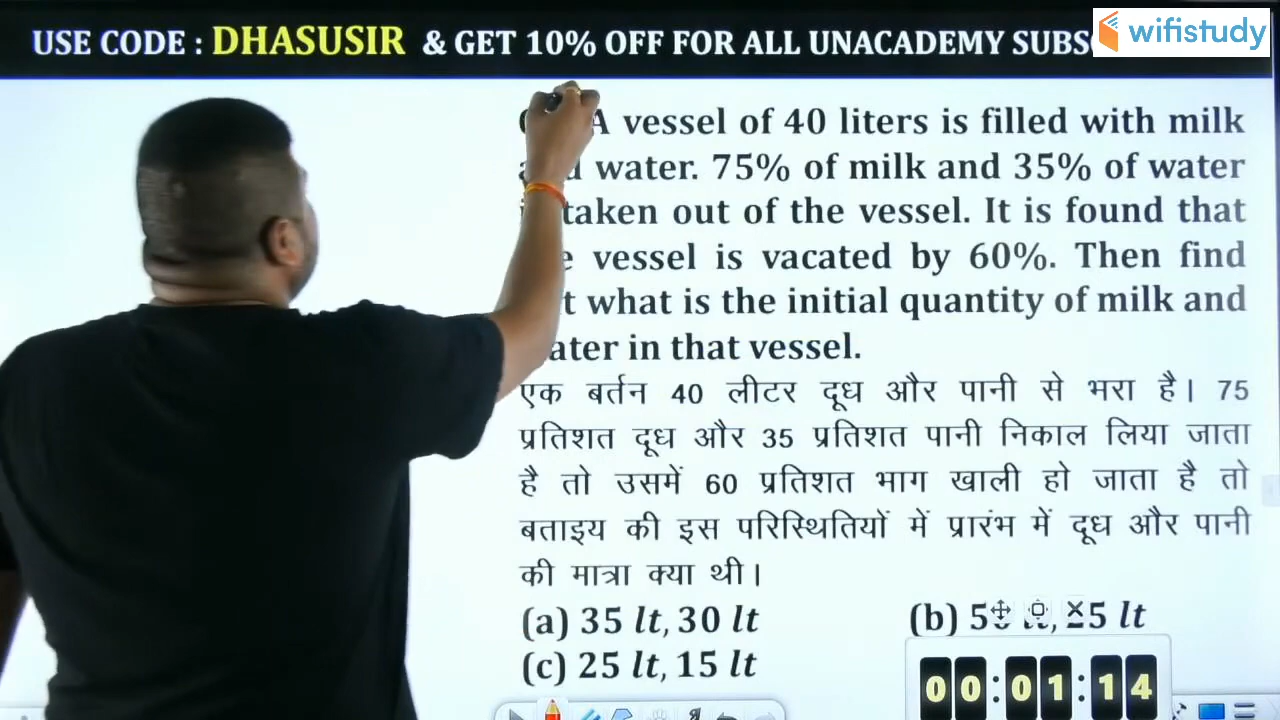 USE CODE : DHASUSIR & GET 10% OFF FOR ALL UNACADEMY
wifistudy
A vessel of 40 liters is filled with milk
water. 75% of milk and 35% of water
taken out of the vessel. It is found that
vessel is vacated by 60%. Then find
what is the initial quantity of milk and
in that vessel.
एक बर्तन 40 लीटर दूध और पानी से भरा है। 75
प्रतिशत दूध और 35 प्रतिशत पानी निकाल लिया जाता
है तो उसमें 60 प्रतिशत भाग खाली हो जाता है तो
बताइय की इस परिस्थितियों में प्रारंभ में दूध और पानी
की मात्रा क्या थी।
(a) 35 lt, 30 lt (b) lt
(c) 25 lt, 15 lt
00:01:14